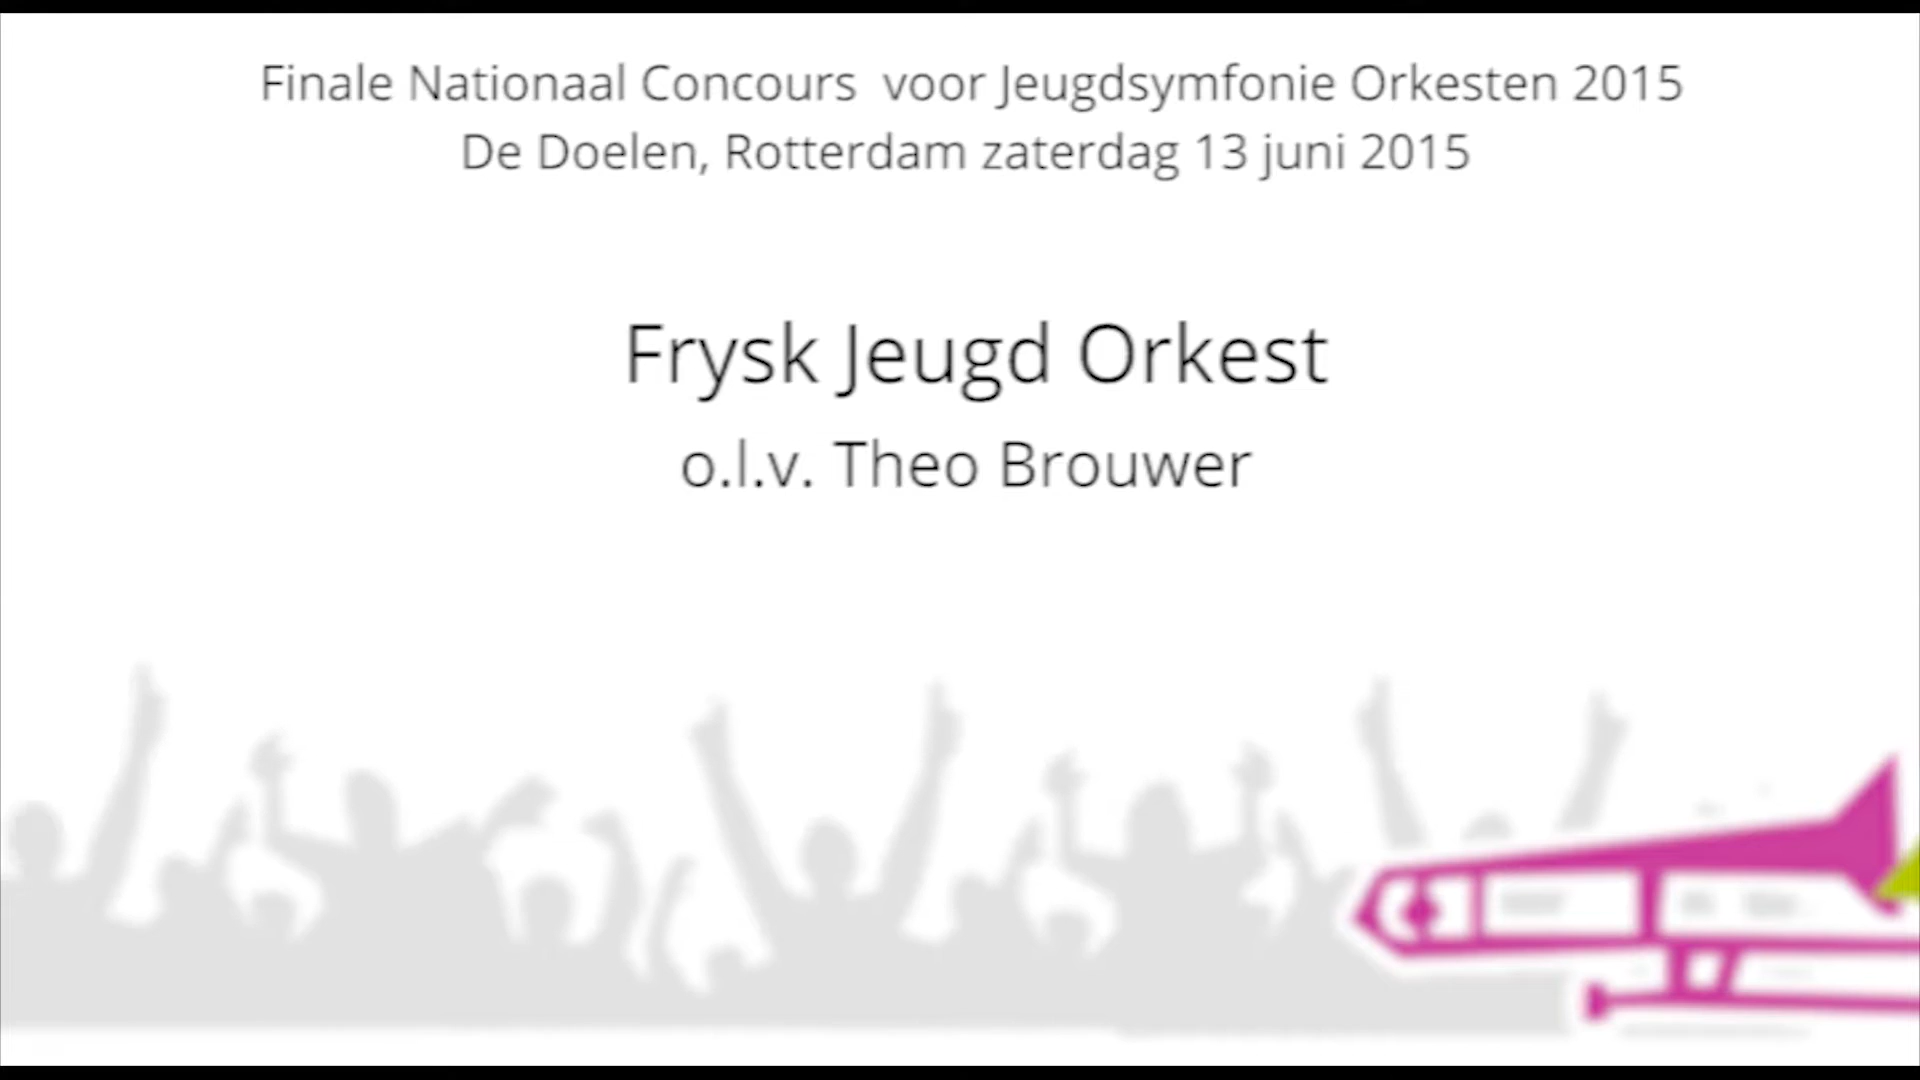 Finale Nationaal Concours  voor Jeugdsymfonie Orkesten 2015
De Doelen, Rotterdam zaterdag 13 juni 2015
Frysk Jeugd Orkest
o.l.v. Theo Brouwer